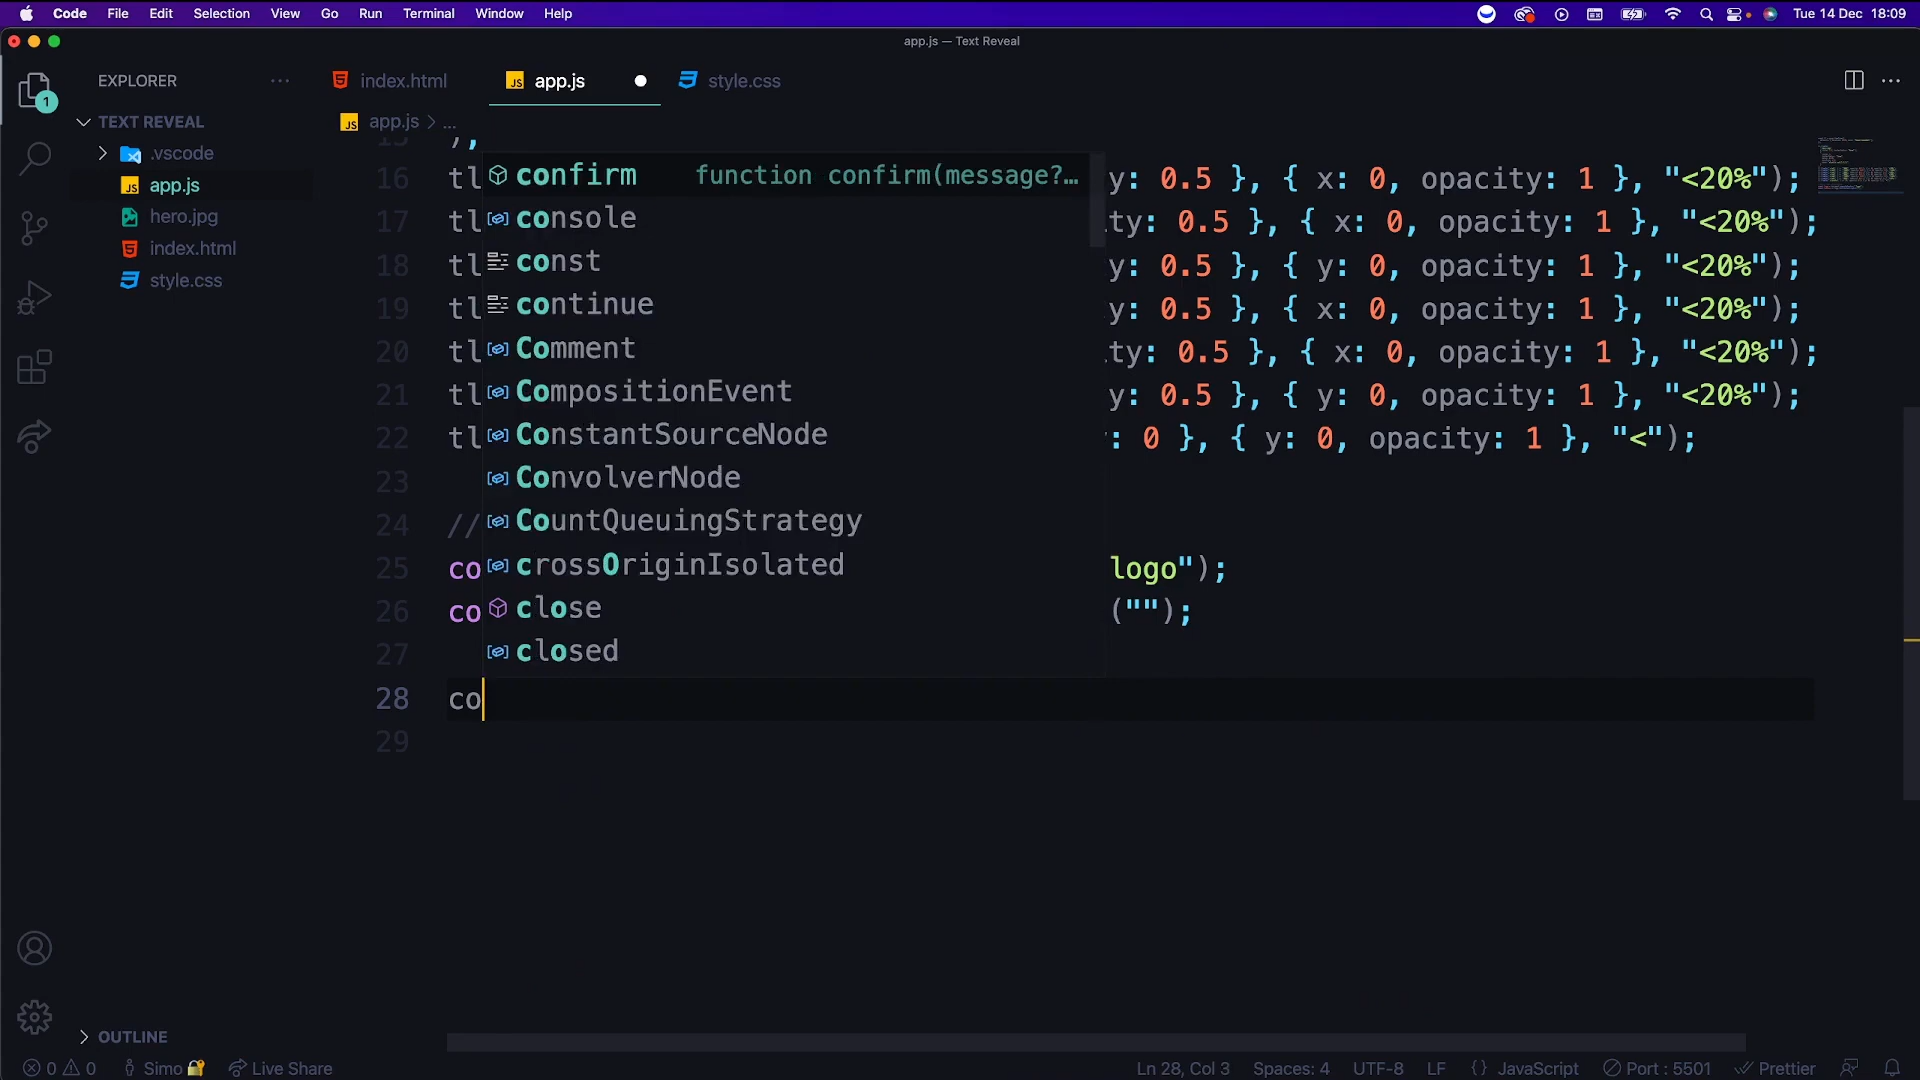 Code File Edit Selection View Go Run Terminal Window Help Tue 14 Dec 18:09
app.js — Text Reveal
EXPLORER ... index.html app.js style.css ...
1
TEXT REVEAL
app.js > ...
.vscode
app.js
hero.jpg
index.html
style.css
),
16 tl y: 0.5 }, { x: 0, opacity: 1 }, "<20%");
17 tl ty: 0.5 }, { x: 0, opacity: 1 }, "<20%");
18 tl y: 0.5 }, { y: 0, opacity: 1 }, "<20%");
19 tl y: 0.5 }, { x: 0, opacity: 1 }, "<20%");
20 tl ty: 0.5 }, { x: 0, opacity: 1 }, "<20%");
21 tl y: 0.5 }, { y: 0, opacity: 1 }, "<20%");
22 tl : 0 }, { y: 0, opacity: 1 }, "<");
23
24 //
25 co logo");
26 co ("");
27
28 co
29
confirm function confirm(message?...
console
const
continue
Comment
CompositionEvent
ConstantSourceNode
ConvolverNode
CountQueuingStrategy
crossOriginIsolated
close
closed
OUTLINE
0 0 Simo Live Share Ln 28, Col 3 Spaces: 4 UTF-8 LF {} JavaScript Port : 5501 Prettier